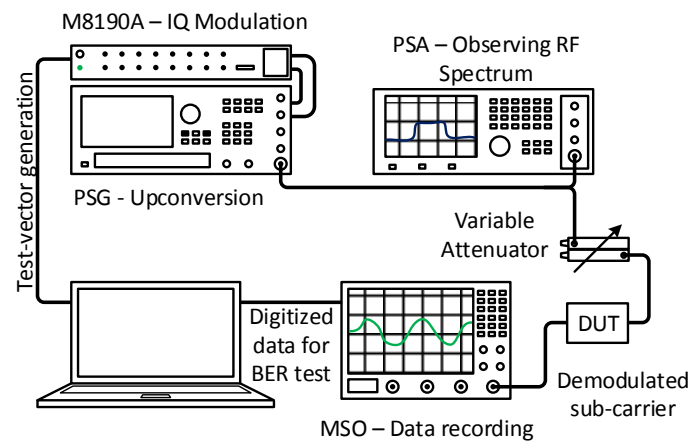 M8190A – IQ Modulation
PSA – Observing RF
Spectrum
Test-vector generation
PSG - Upconversion
Variable
Attenuator
Digitized
data for
BER test
DUT
Demodulated
sub-carrier
MSO – Data recording